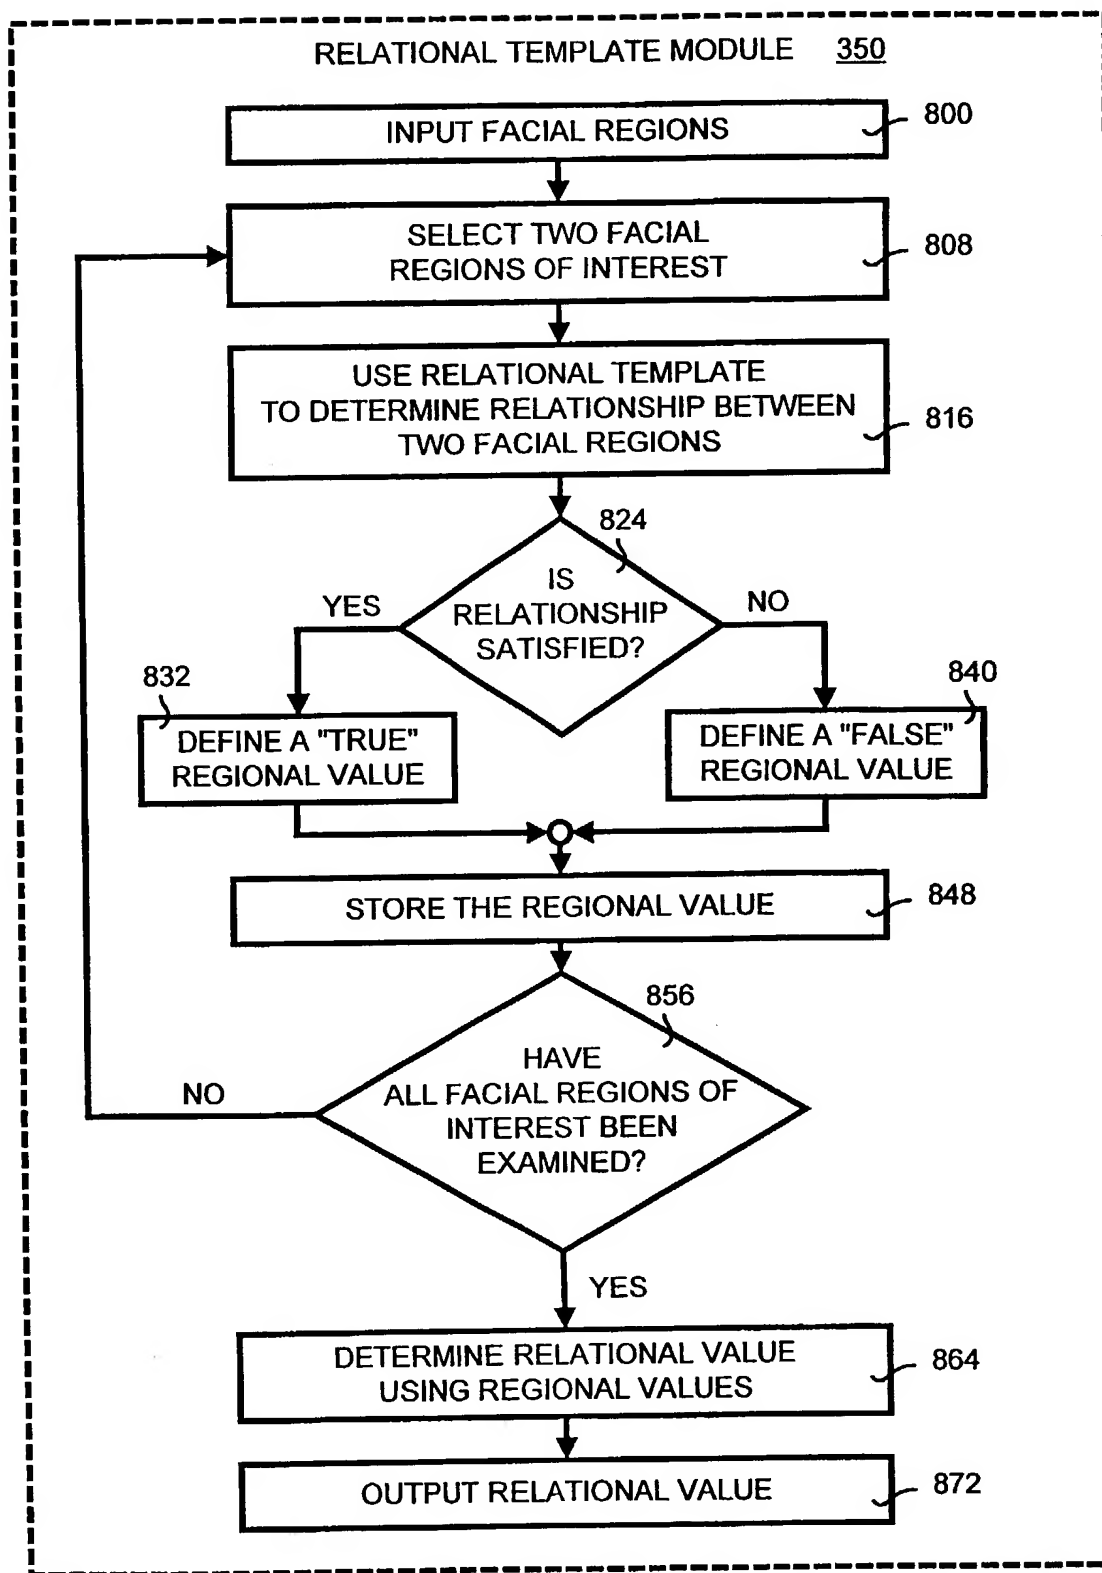 RELATIONAL TEMPLATE MODULE 350
INPUT FACIAL REGIONS
800
SELECT TWO FACIAL
REGIONS OF INTEREST
808
USE RELATIONAL TEMPLATE
TO DETERMINE RELATIONSHIP BETWEEN
TWO FACIAL REGIONS
816
824
IS
RELATIONSHIP
SATISFIED?
YES
NO
832
DEFINE A "TRUE"
REGIONAL VALUE
840
DEFINE A "FALSE"
REGIONAL VALUE
STORE THE REGIONAL VALUE
848
856
HAVE
ALL FACIAL REGIONS OF
INTEREST BEEN
EXAMINED?
NO
YES
DETERMINE RELATIONAL VALUE
USING REGIONAL VALUES
864
OUTPUT RELATIONAL VALUE
872